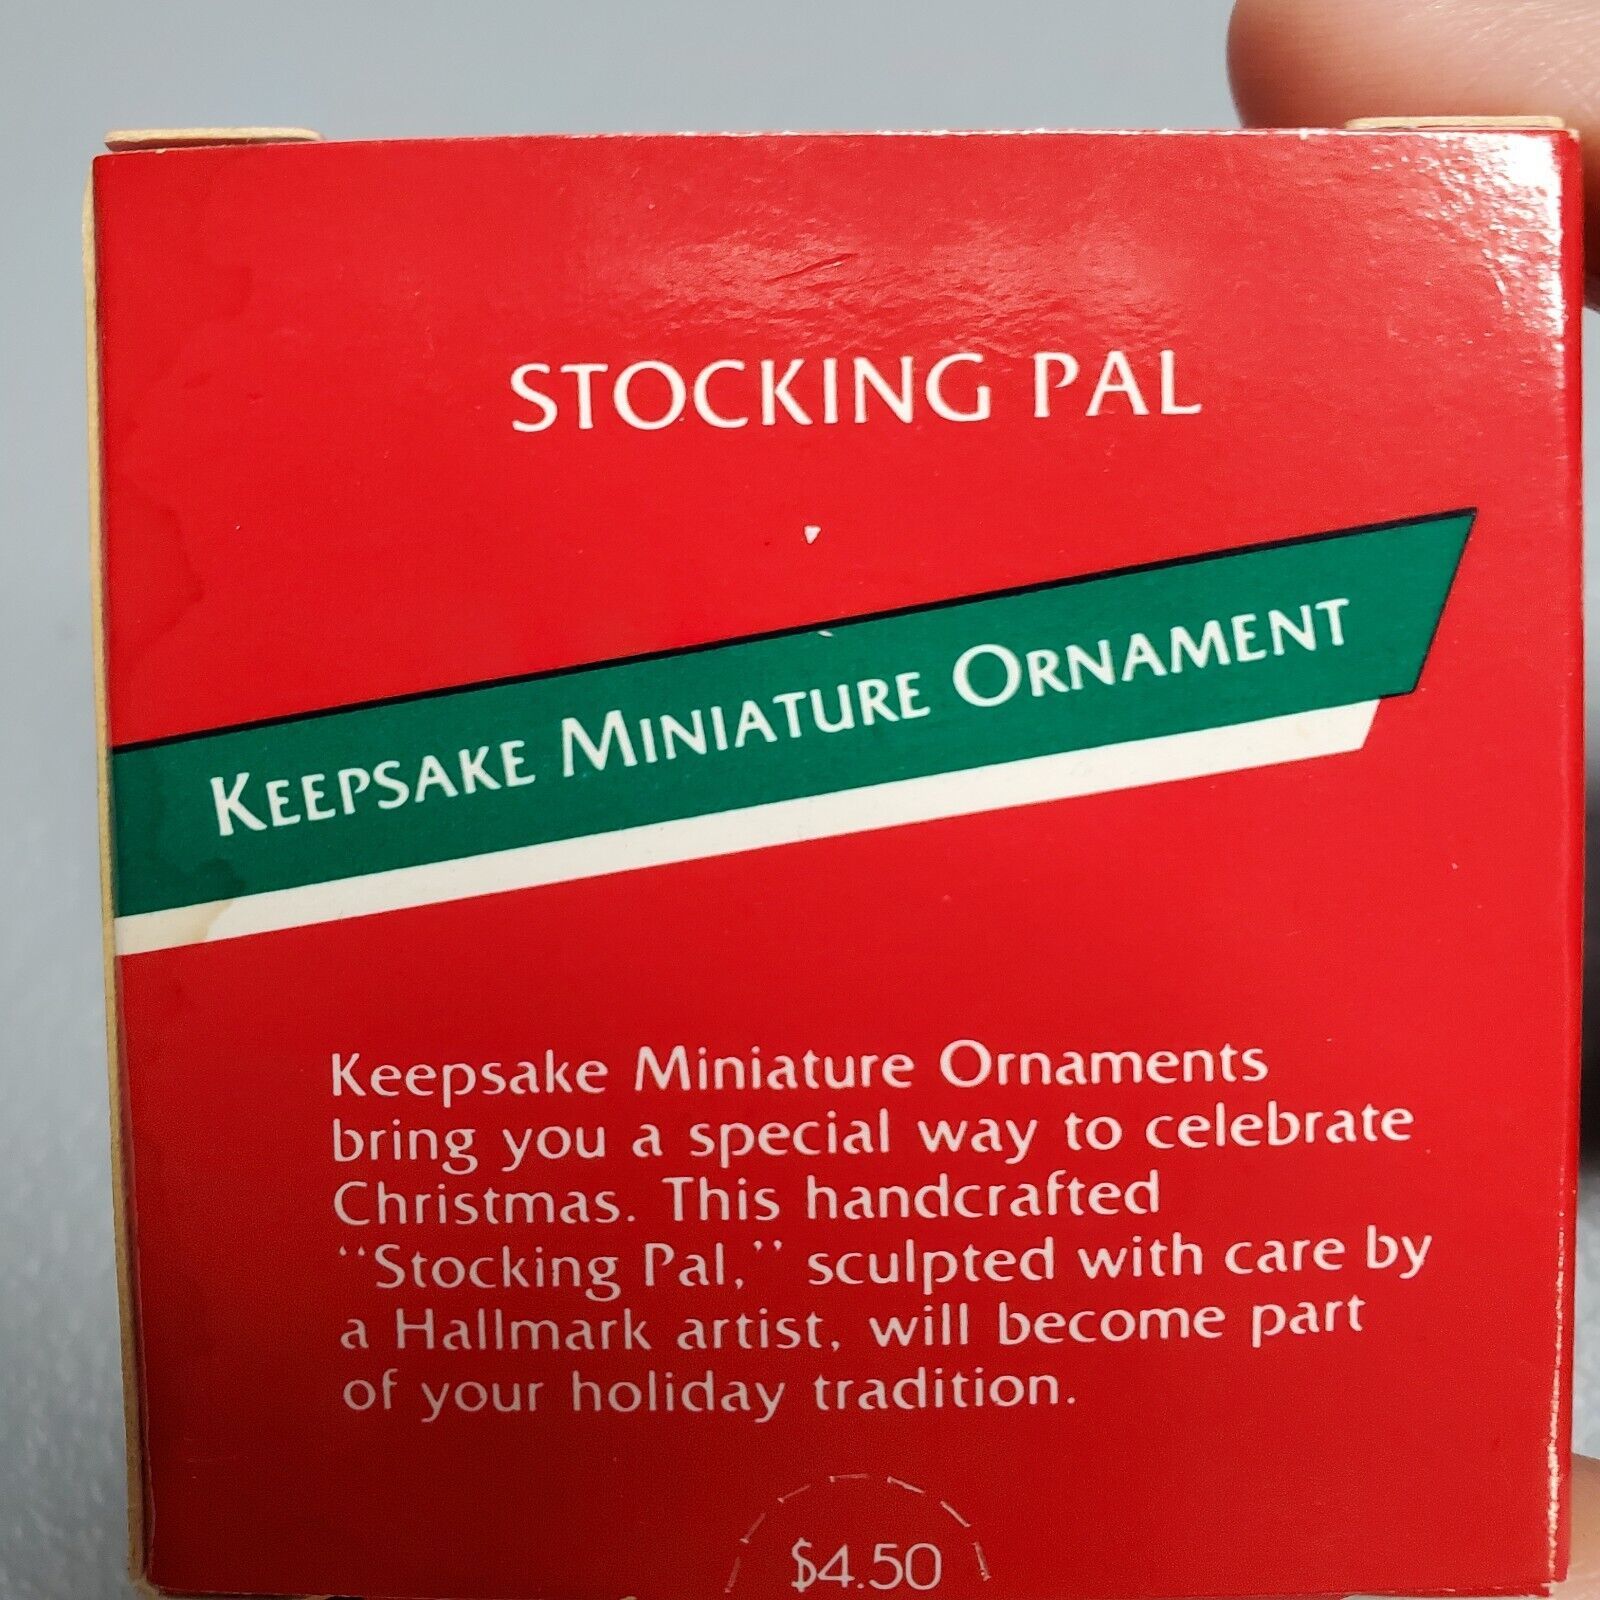 STOCKING PAL
KEEPSAKE MINIATURE ORNAMENT
Keepsake Miniature Ornaments
bring you a special way to celebrate
Christmas. This handcrafted
"Stocking Pal," sculpted with care by
a Hallmark artist, will become part
of your holiday tradition.
$4.50